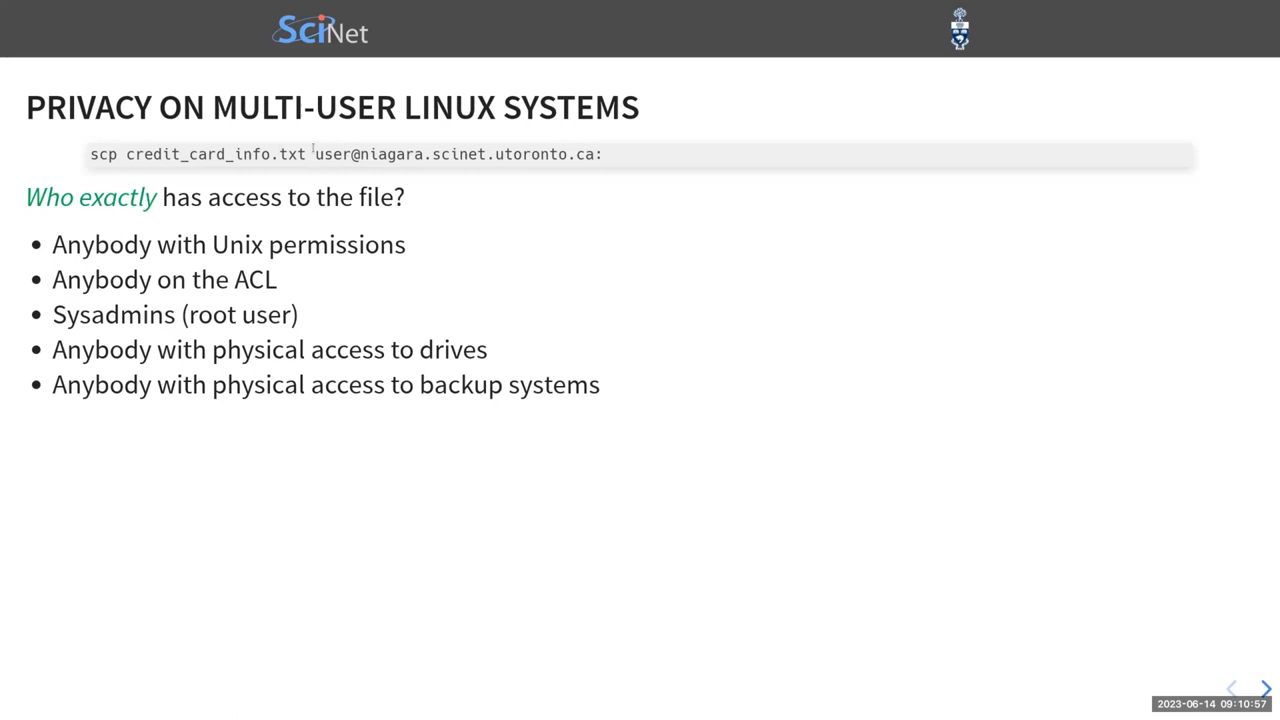 SciNet
PRIVACY ON MULTI-USER LINUX SYSTEMS
scp credit_card_info.txt user@niagara.scinet.utoronto.ca:
Who exactly has access to the file?
• Anybody with Unix permissions
• Anybody on the ACL
• Sysadmins (root user)
• Anybody with physical access to drives
• Anybody with physical access to backup systems
2023-06-14 09:10:57